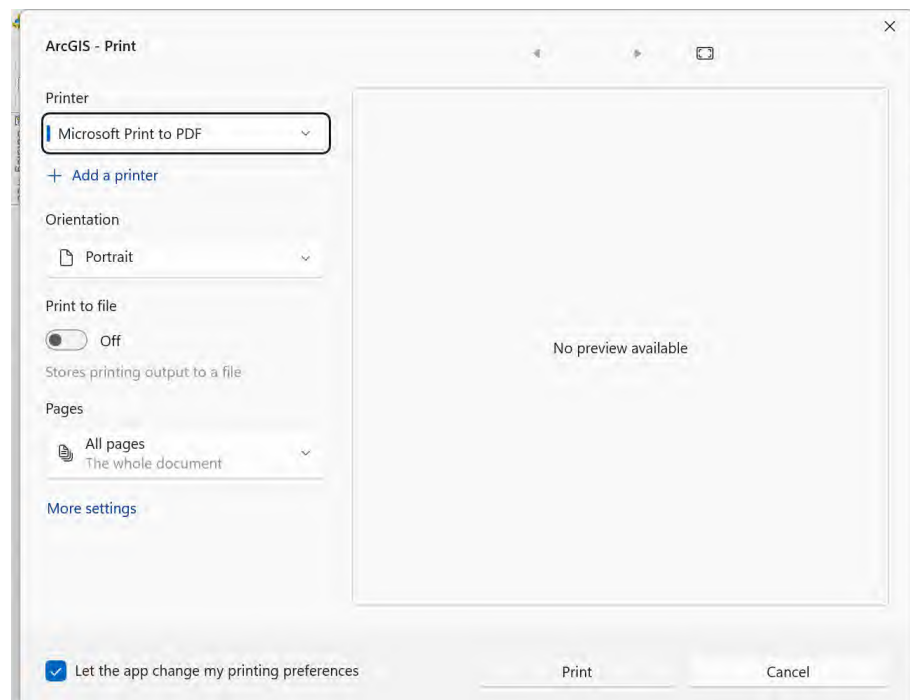 ArcGIS - Print
Printer
Microsoft Print to PDF
+ Add a printer
Orientation
Portrait
Print to file
Off
Stores printing output to a file
Pages
All pages
The whole document
More settings
No preview available
Let the app change my printing preferences
Print
Cancel